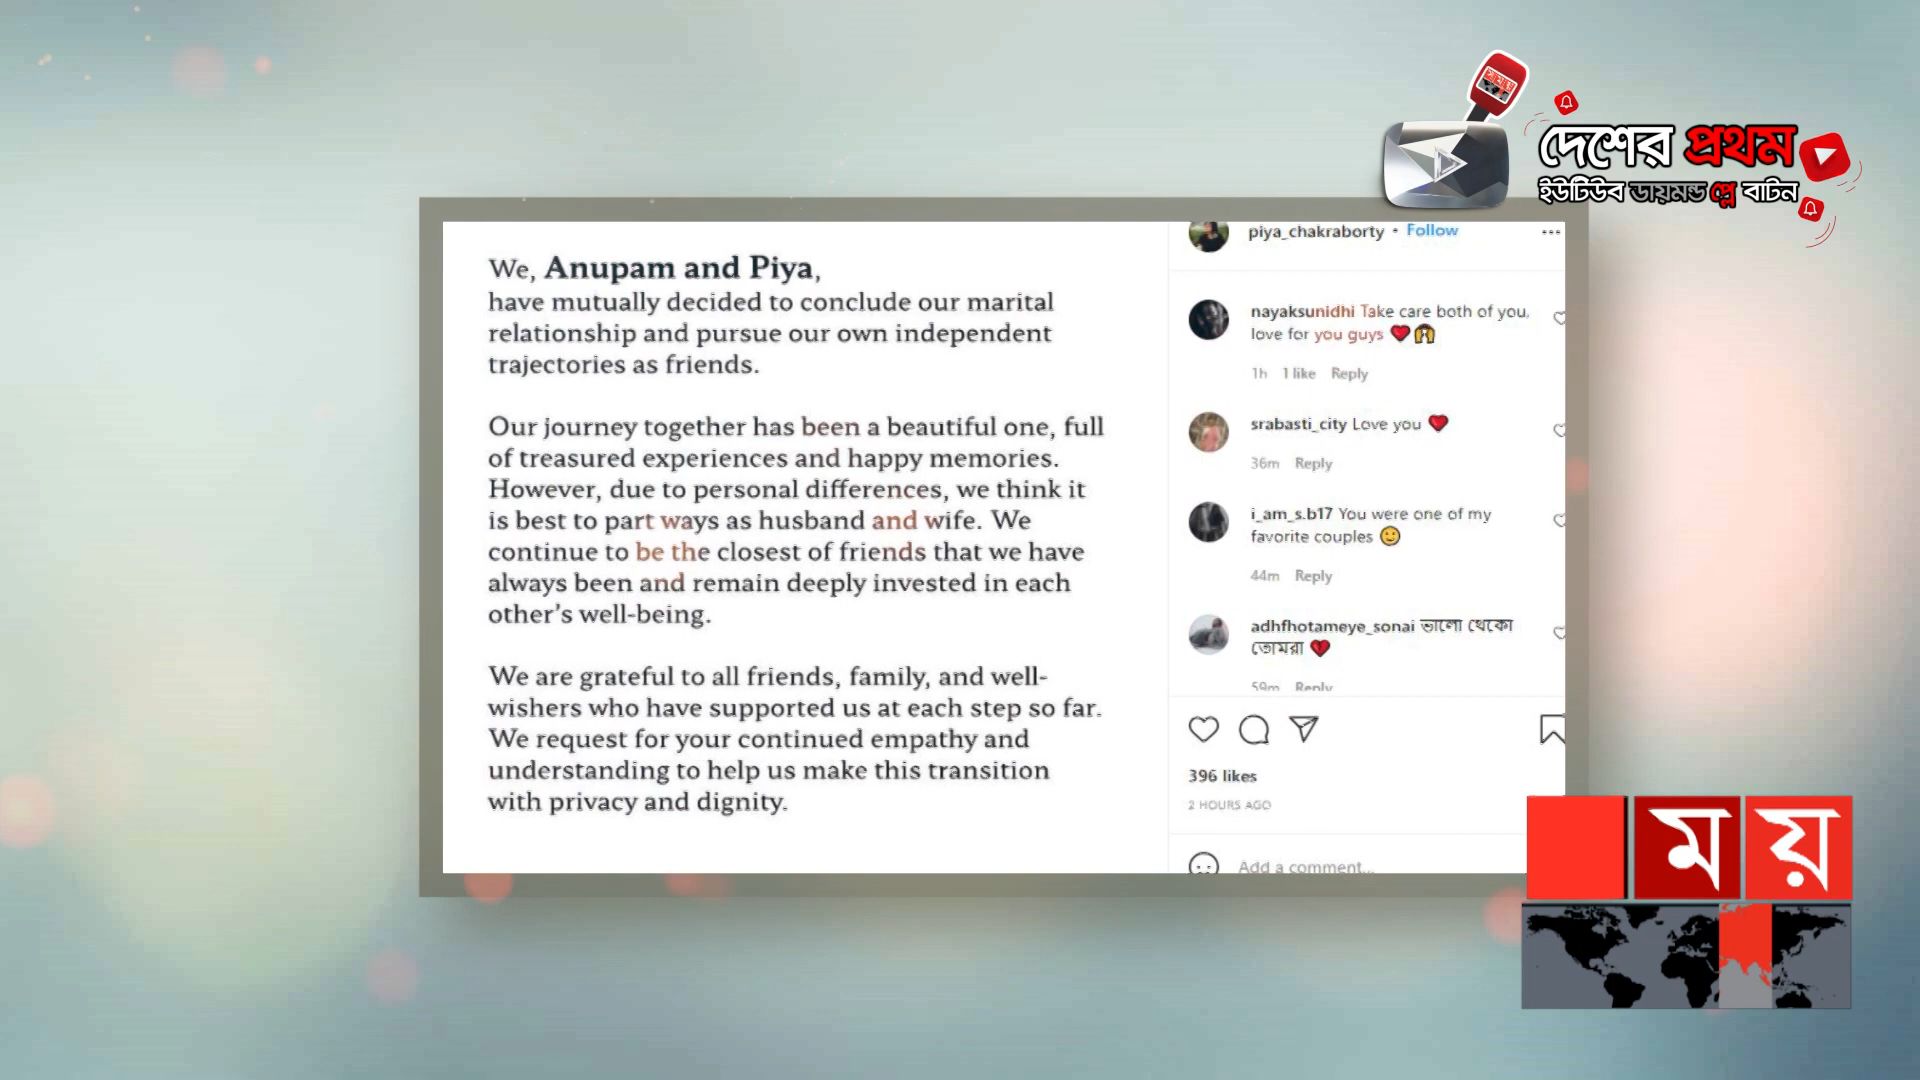 দেশের প্রথম
ইউটিউব ডায়মন্ড প্লে বাটন
We, Anupam and Piya,
have mutually decided to conclude our marital
relationship and pursue our own independent
trajectories as friends.
Our journey together has been a beautiful one, full
of treasured experiences and happy memories.
However, due to personal differences, we think it
is best to part ways as husband and wife. We
continue to be the closest of friends that we have
always been and remain deeply invested in each
other’s well-being.
We are grateful to all friends, family, and well-
wishers who have supported us at each step so far.
We request for your continued empathy and
understanding to help us make this transition
with privacy and dignity.
piya_chakraborty • Follow
nayaksunidhi Take care both of you,
love for you guys
1h 1 like Reply
srabasti_city Love you
36m Reply
i_am_s.b17 You were one of my
favorite couples
44m Reply
adhfhotameye_sonai ভালো থেকো
তোমরা
59m Reply
396 likes
2 HOURS AGO
Add a comment...
ময়